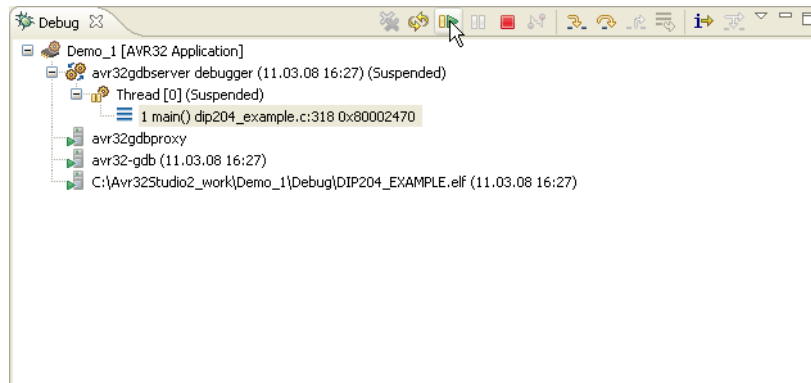 Debug
Demo_1 [AVR32 Application]
avr32gdbserver debugger (11.03.08 16:27) (Suspended)
Thread [0] (Suspended)
1 main() dip204_example.c:318 0x80002470
avr32gdbproxy
avr32-gdb (11.03.08 16:27)
C:\Avr32Studio2_work\Demo_1\Debug\DIP204_EXAMPLE.elf (11.03.08 16:27)